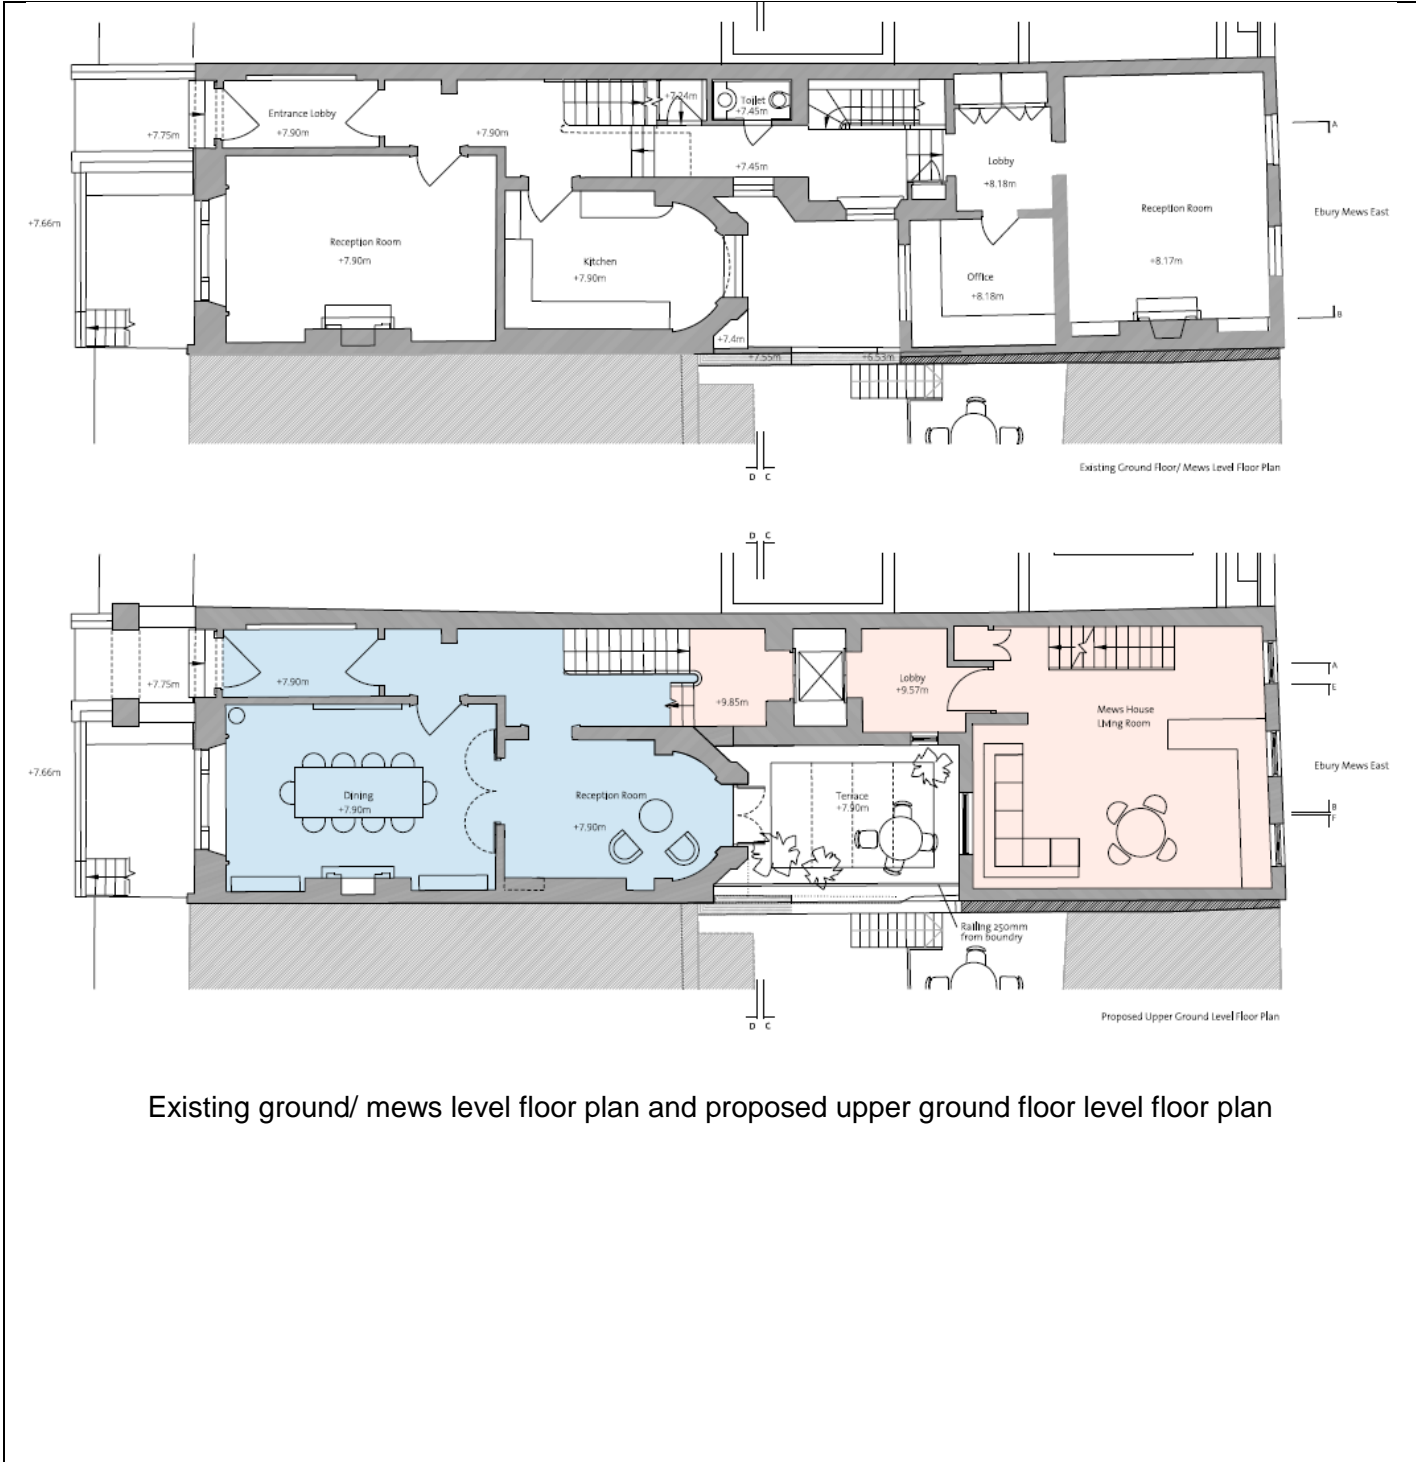 +7.24m
Toilet
+7.45m
Entrance Lobby
+7.75m
+7.90m
+7.90m
A
+7.45m
Lobby
+8.18m
+7.66m
Reception Room
Ebury Mews East
Reception Room
+7.90m
Kitchen
+7.90m
+8.17m
Office
+8.18m
B
+7.4m
+7.55m
+6.53m
Existing Ground Floor/ Mews Level Floor Plan
D C
D C
A
Lobby
+9.57m
+7.75m
+7.90m
E
+9.85m
Mews House
Living Room
+7.66m
Ebury Mews East
Dining
+7.90m
Reception Room
+7.90m
Terrace
+7.90m
B
F
Railing 250mm
from boundry
Proposed Upper Ground Level Floor Plan
D C
Existing ground/ mews level floor plan and proposed upper ground floor level floor plan